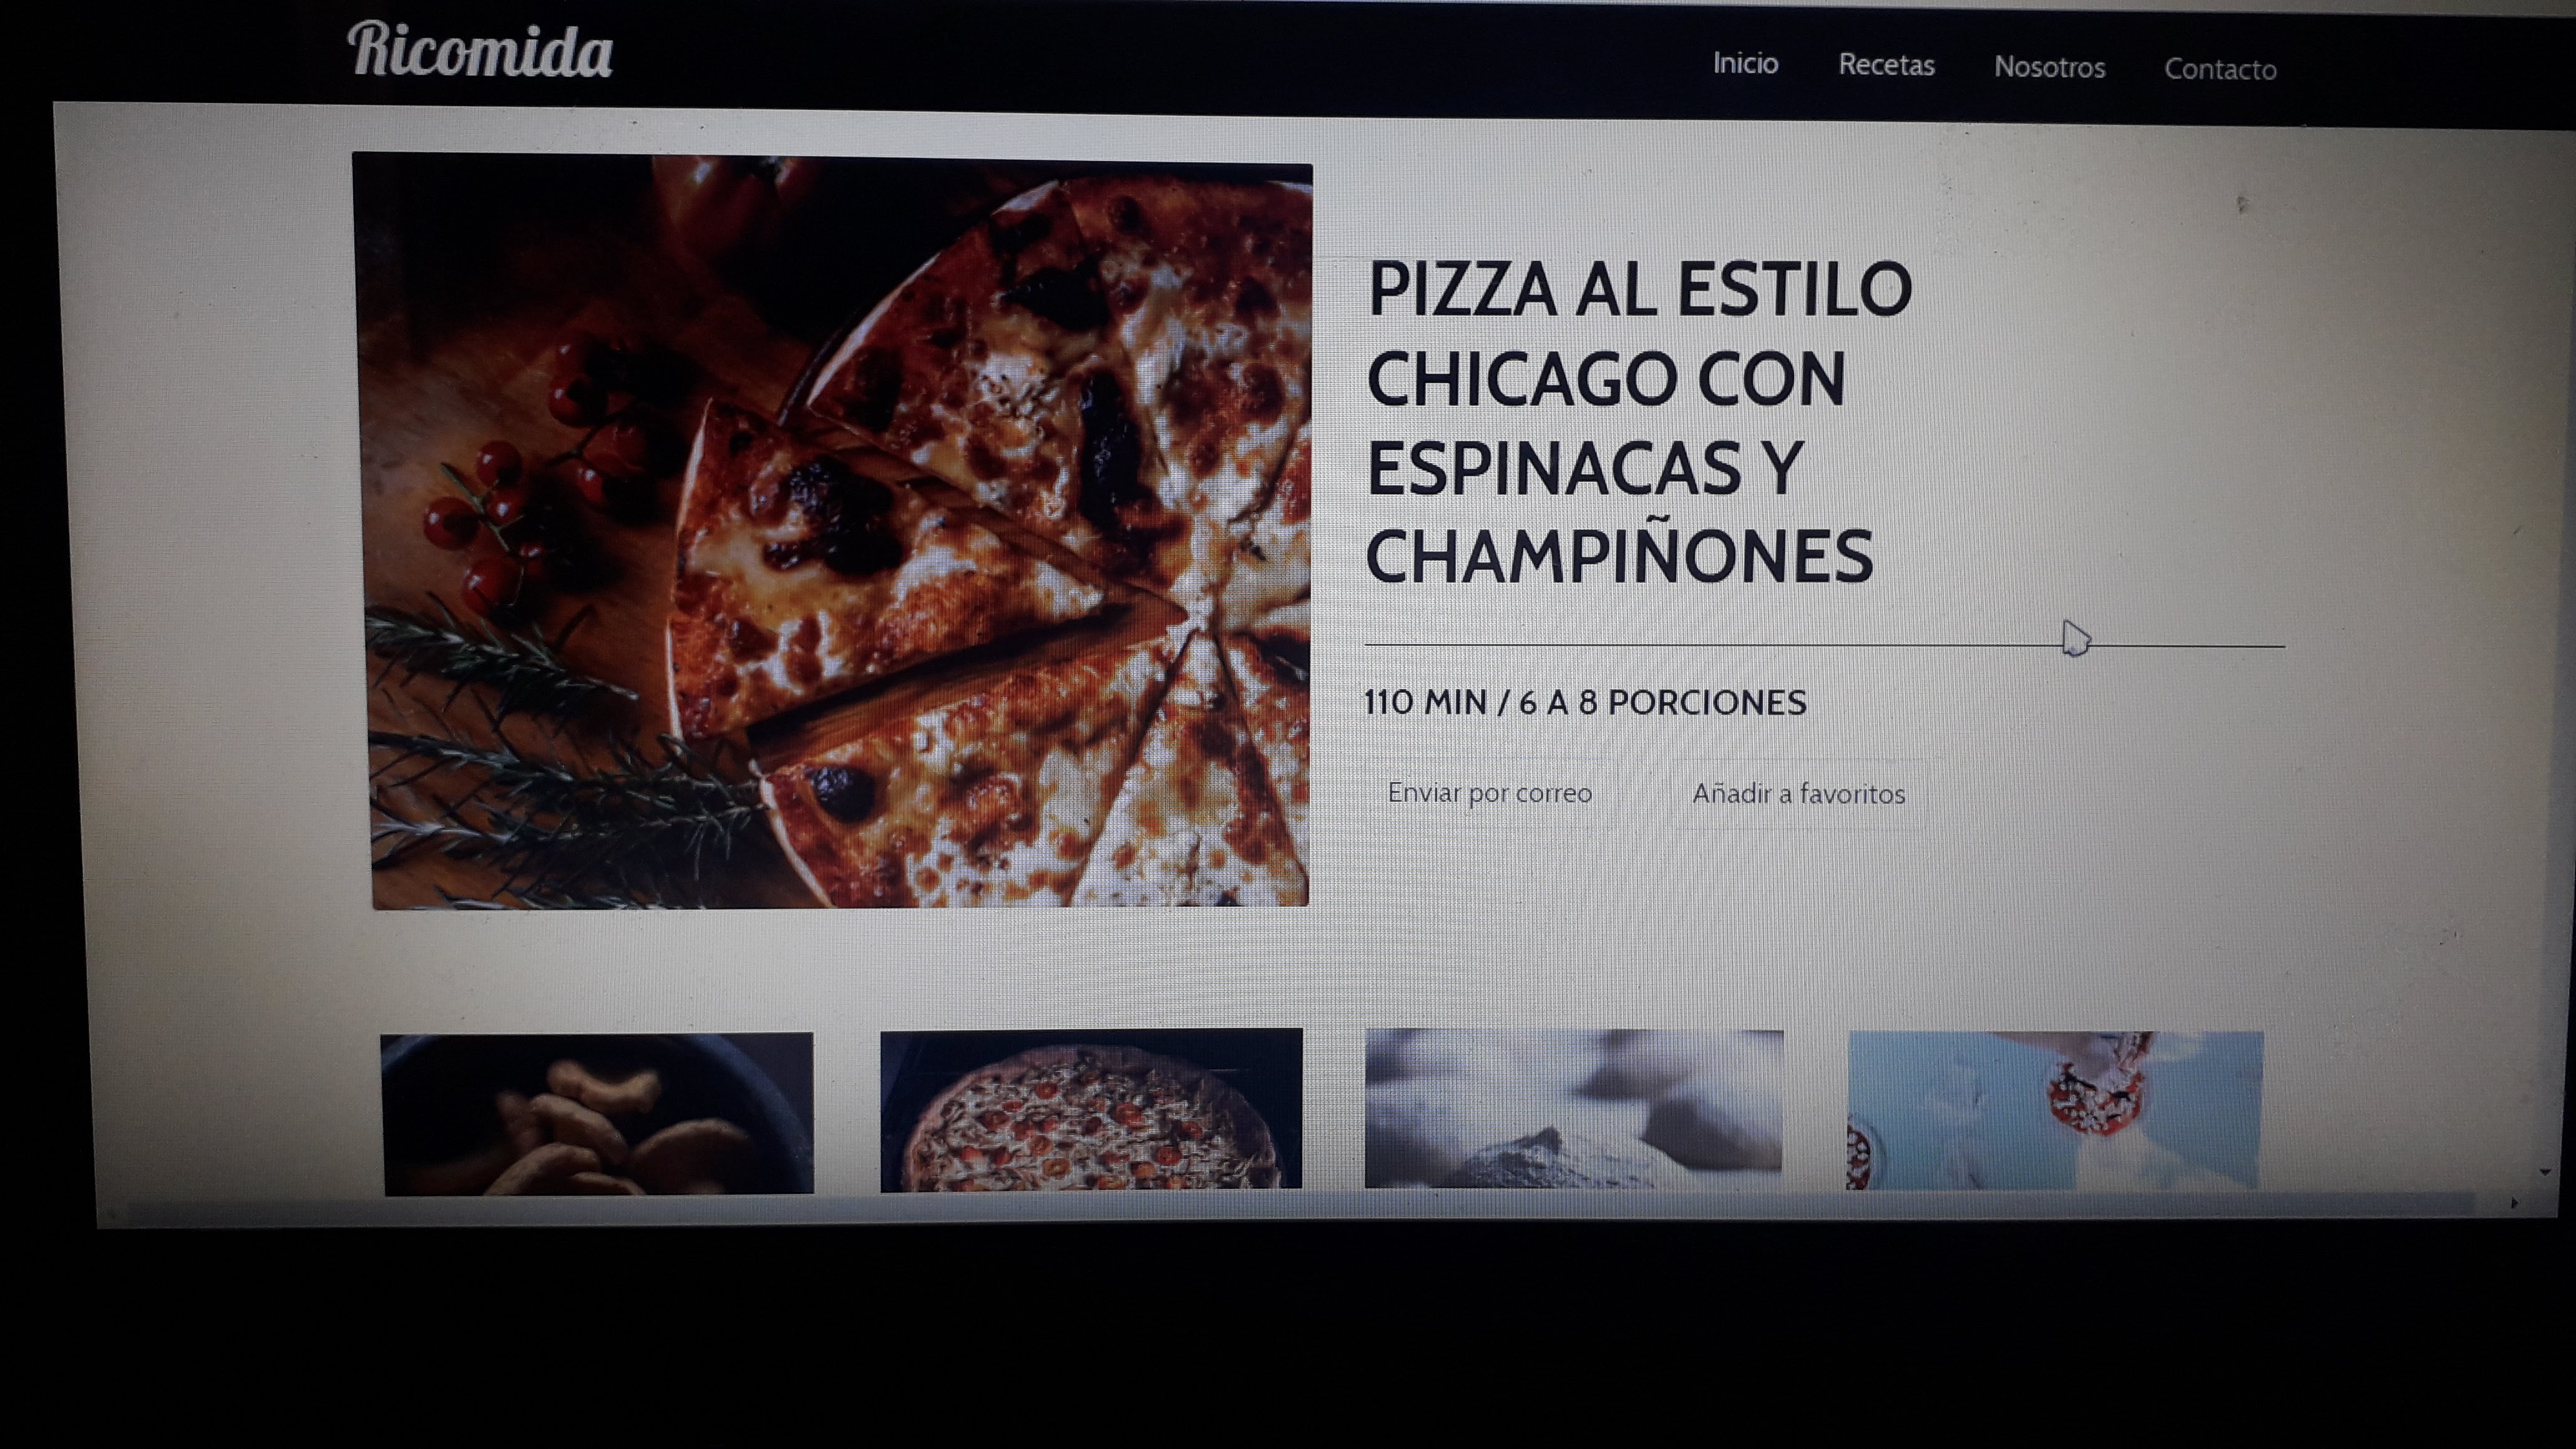 Ricomida
Inicio Recetas Nosotros Contacto
PIZZA AL ESTILO
CHICAGO CON
ESPINACAS Y
CHAMPIÑONES
110 MIN / 6 A 8 PORCIONES
Enviar por correo Añadir a favoritos